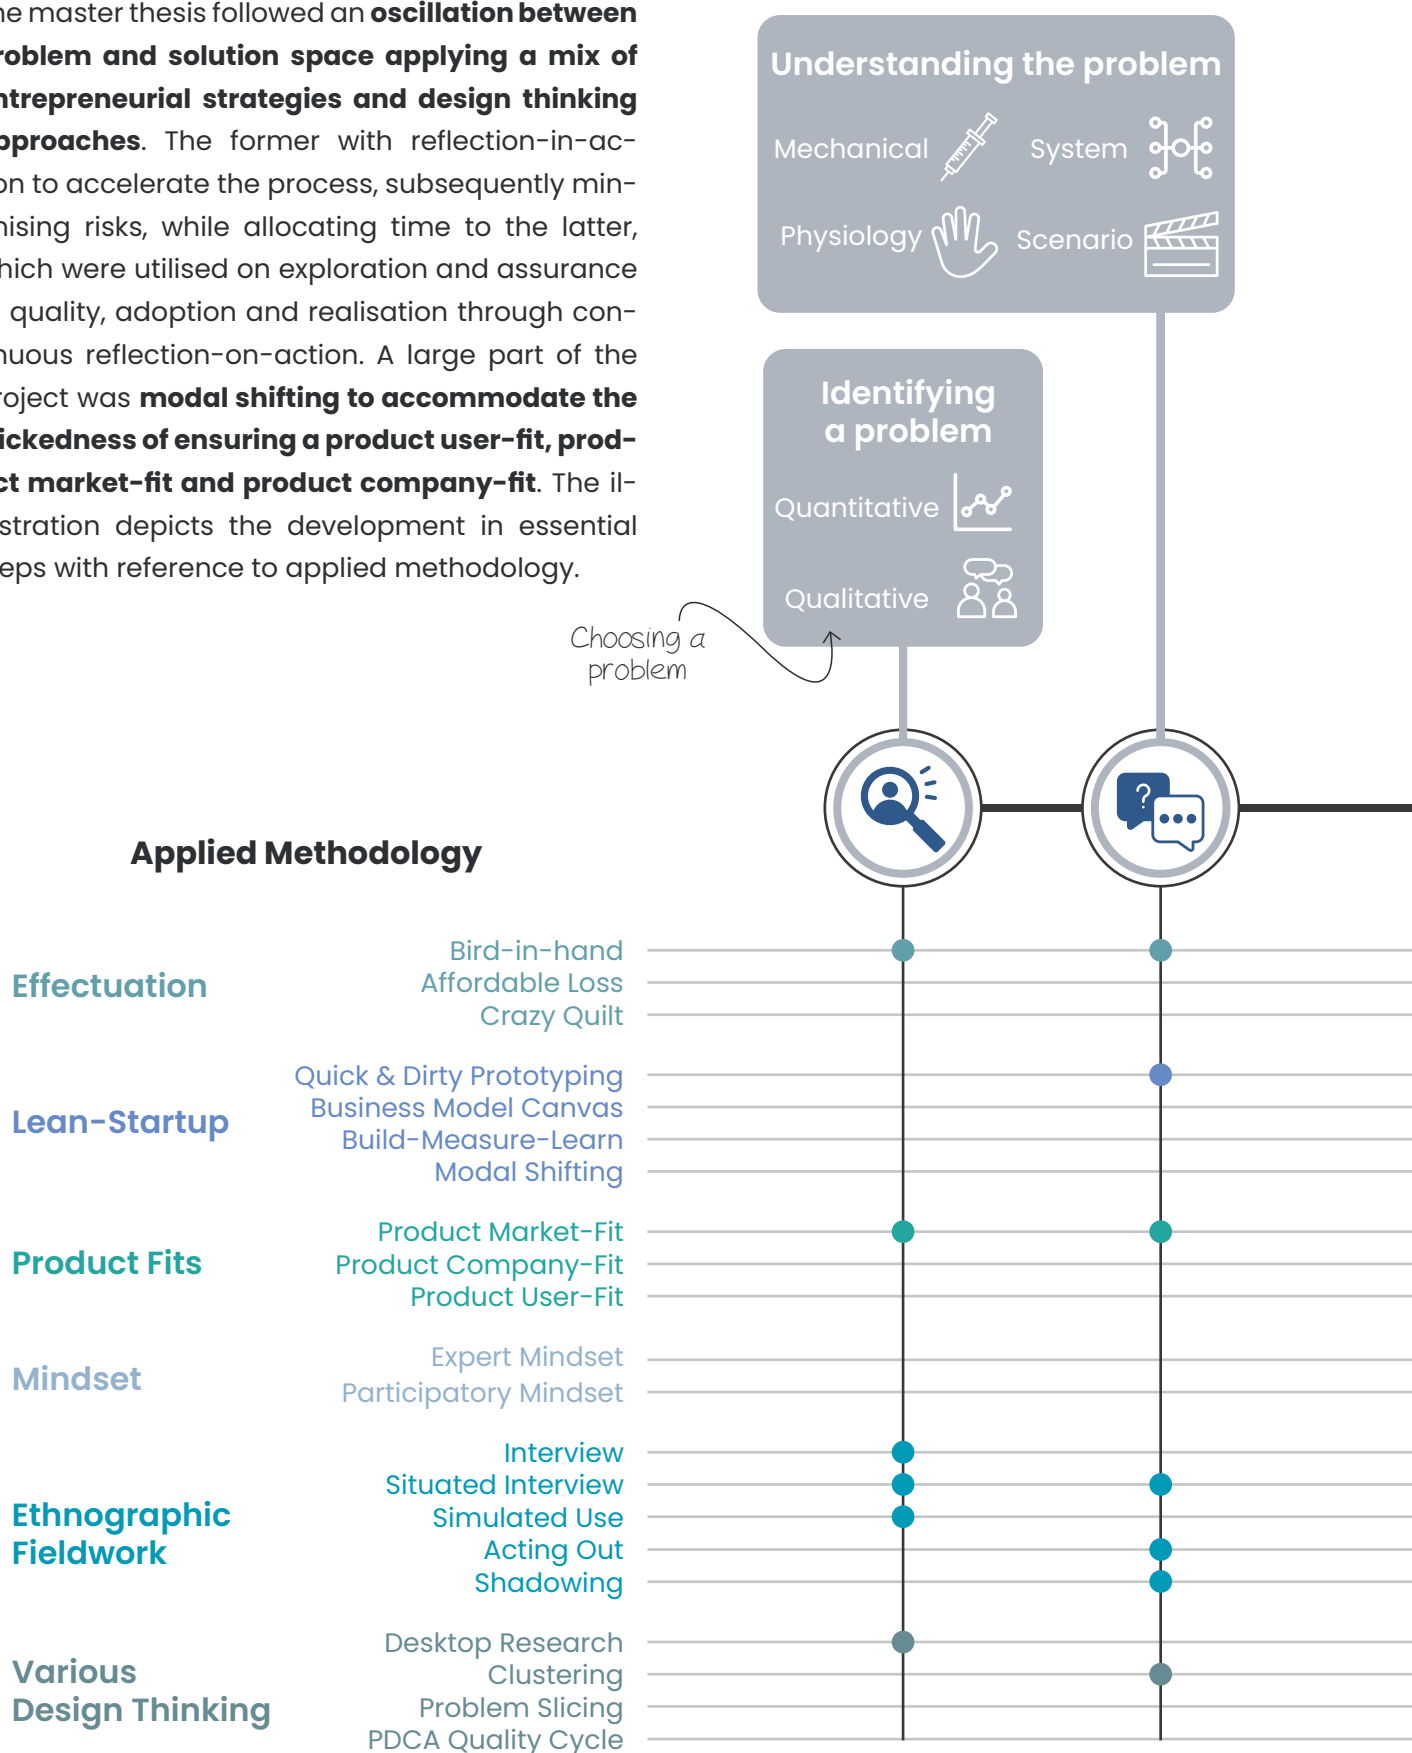 he master thesis followed an oscillation between
roblem and solution space applying a mix of
ntrepreneurial strategies and design thinking
pproaches. The former with reflection-in-ac-
on to accelerate the process, subsequently min-
nising risks, while allocating time to the latter,
hich were utilised on exploration and assurance
quality, adoption and realisation through con-
nuous reflection-on-action. A large part of the
roject was modal shifting to accommodate the
ickedness of ensuring a product user-fit, prod-
ct market-fit and product company-fit. The il-
stration depicts the development in essential
eps with reference to applied methodology.
Understanding the problem
Mechanical
System
Physiology
Scenario
Identifying
a problem
Quantitative
Qualitative
Choosing a
problem
?
Applied Methodology
Effectuation
Bird-in-hand
Affordable Loss
Crazy Quilt
Lean-Startup
Quick & Dirty Prototyping
Business Model Canvas
Build-Measure-Learn
Modal Shifting
Product Fits
Product Market-Fit
Product Company-Fit
Product User-Fit
Mindset
Expert Mindset
Participatory Mindset
Ethnographic
Fieldwork
Interview
Situated Interview
Simulated Use
Acting Out
Shadowing
Various
Design Thinking
Desktop Research
Clustering
Problem Slicing
PDCA Quality Cycle